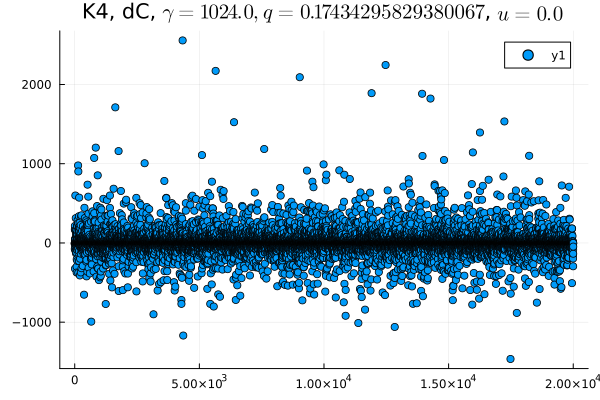 K4, dC, γ = 1024.0, q = 0.17434295829380067, u = 0.0
y1
2000
1000
0
−1000
0 5.00×10³ 1.00×10⁴ 1.50×10⁴ 2.00×10⁴